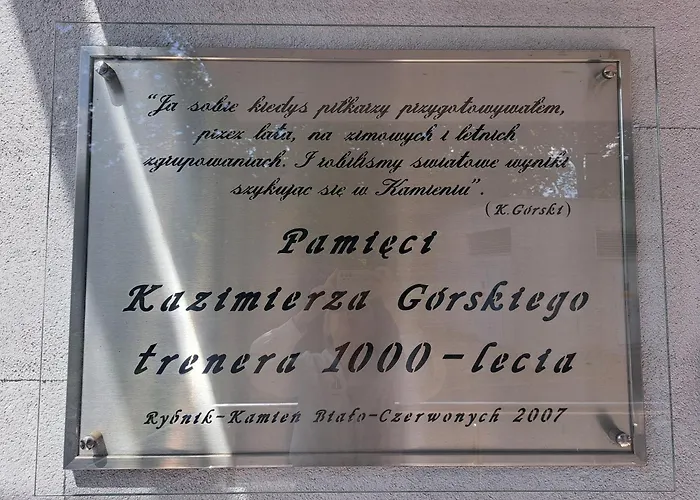 “Ja sobie kiedys piłkarzy przygotowywałem,
przez lata, na zimowych i letnich
zgrupowaniach. I robiliśmy światowe wyniki
szykując się w Kamieniu”.
(K.Górski)
Pamięci
Kazimierza Górskiego
trenera 1000-lecia
Rybnik-Kamień Biało-Czerwonych 2007